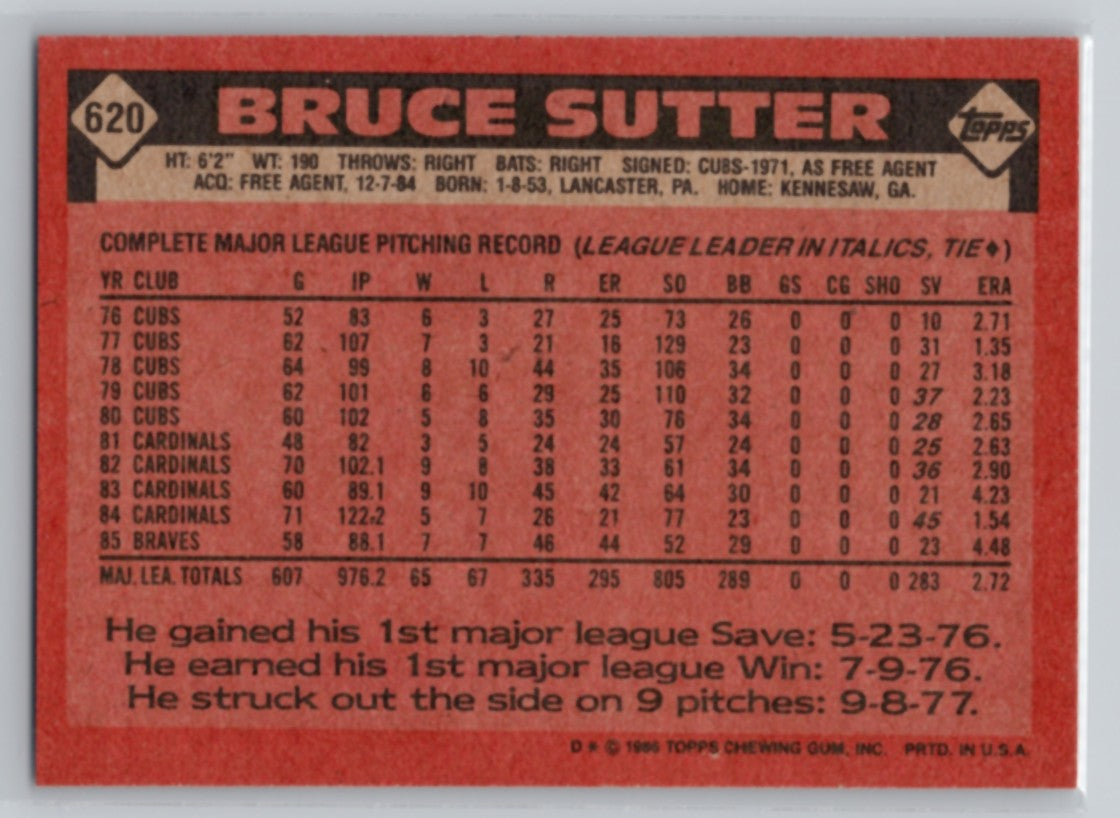 620 BRUCE SUTTER Topps
HT: 6'2" WT: 190 THROWS: RIGHT BATS: RIGHT SIGNED: CUBS-1971, AS FREE AGENT
ACQ: FREE AGENT, 12-7-84 BORN: 1-8-53, LANCASTER, PA. HOME: KENNESAW, GA.
COMPLETE MAJOR LEAGUE PITCHING RECORD (LEAGUE LEADER IN ITALICS, TIE♦)
YR CLUB G IP W L R ER SO BB GS CG SHO SV ERA
76 CUBS 52 83 6 3 27 25 73 26 0 0 0 10 2.71
77 CUBS 62 107 7 3 21 16 129 23 0 0 0 31 1.35
78 CUBS 64 99 8 10 44 35 106 34 0 0 0 27 3.18
79 CUBS 62 101 6 6 29 25 110 32 0 0 0 37 2.23
80 CUBS 60 102 5 8 35 30 76 34 0 0 0 28 2.65
81 CARDINALS 48 82 3 5 24 24 57 24 0 0 0 25 2.63
82 CARDINALS 70 102.1 9 8 38 33 61 34 0 0 0 36 2.90
83 CARDINALS 60 89.1 9 10 45 42 64 30 0 0 0 21 4.23
84 CARDINALS 71 122.2 5 7 26 21 77 23 0 0 0 45 1.54
85 BRAVES 58 88.1 7 7 46 44 52 29 0 0 0 23 4.48
MAJ. LEA. TOTALS 607 976.2 65 67 335 295 805 289 0 0 0 283 2.72
He gained his 1st major league Save: 5-23-76.
He earned his 1st major league Win: 7-9-76.
He struck out the side on 9 pitches: 9-8-77.
D * © 1986 TOPPS CHEWING GUM, INC. PRTD. IN U.S.A.